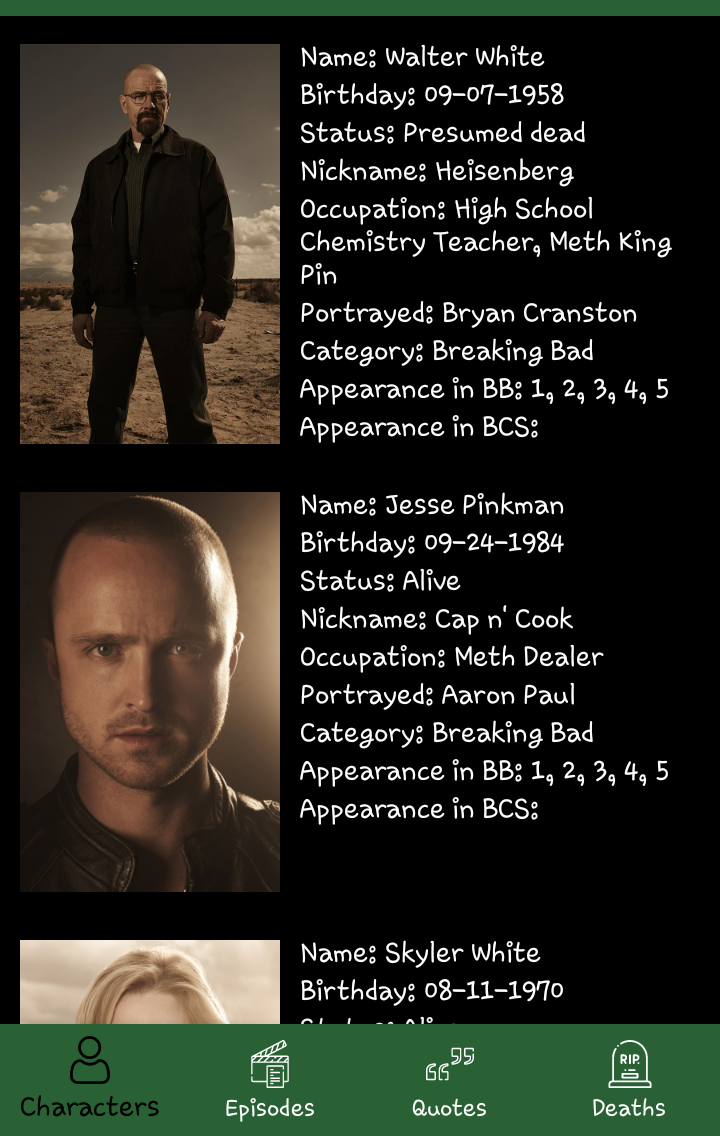 Name: Walter White
Birthday: 09-07-1958
Status: Presumed dead
Nickname: Heisenberg
Occupation: High School
Chemistry Teacher, Meth King
Pin
Portrayed: Bryan Cranston
Category: Breaking Bad
Appearance in BB: 1, 2, 3, 4, 5
Appearance in BCS:
Name: Jesse Pinkman
Birthday: 09-24-1984
Status: Alive
Nickname: Cap n' Cook
Occupation: Meth Dealer
Portrayed: Aaron Paul
Category: Breaking Bad
Appearance in BB: 1, 2, 3, 4, 5
Appearance in BCS:
Name: Skyler White
Birthday: 08-11-1970
Status: Alive
RIP
Characters
Episodes
Quotes
Deaths